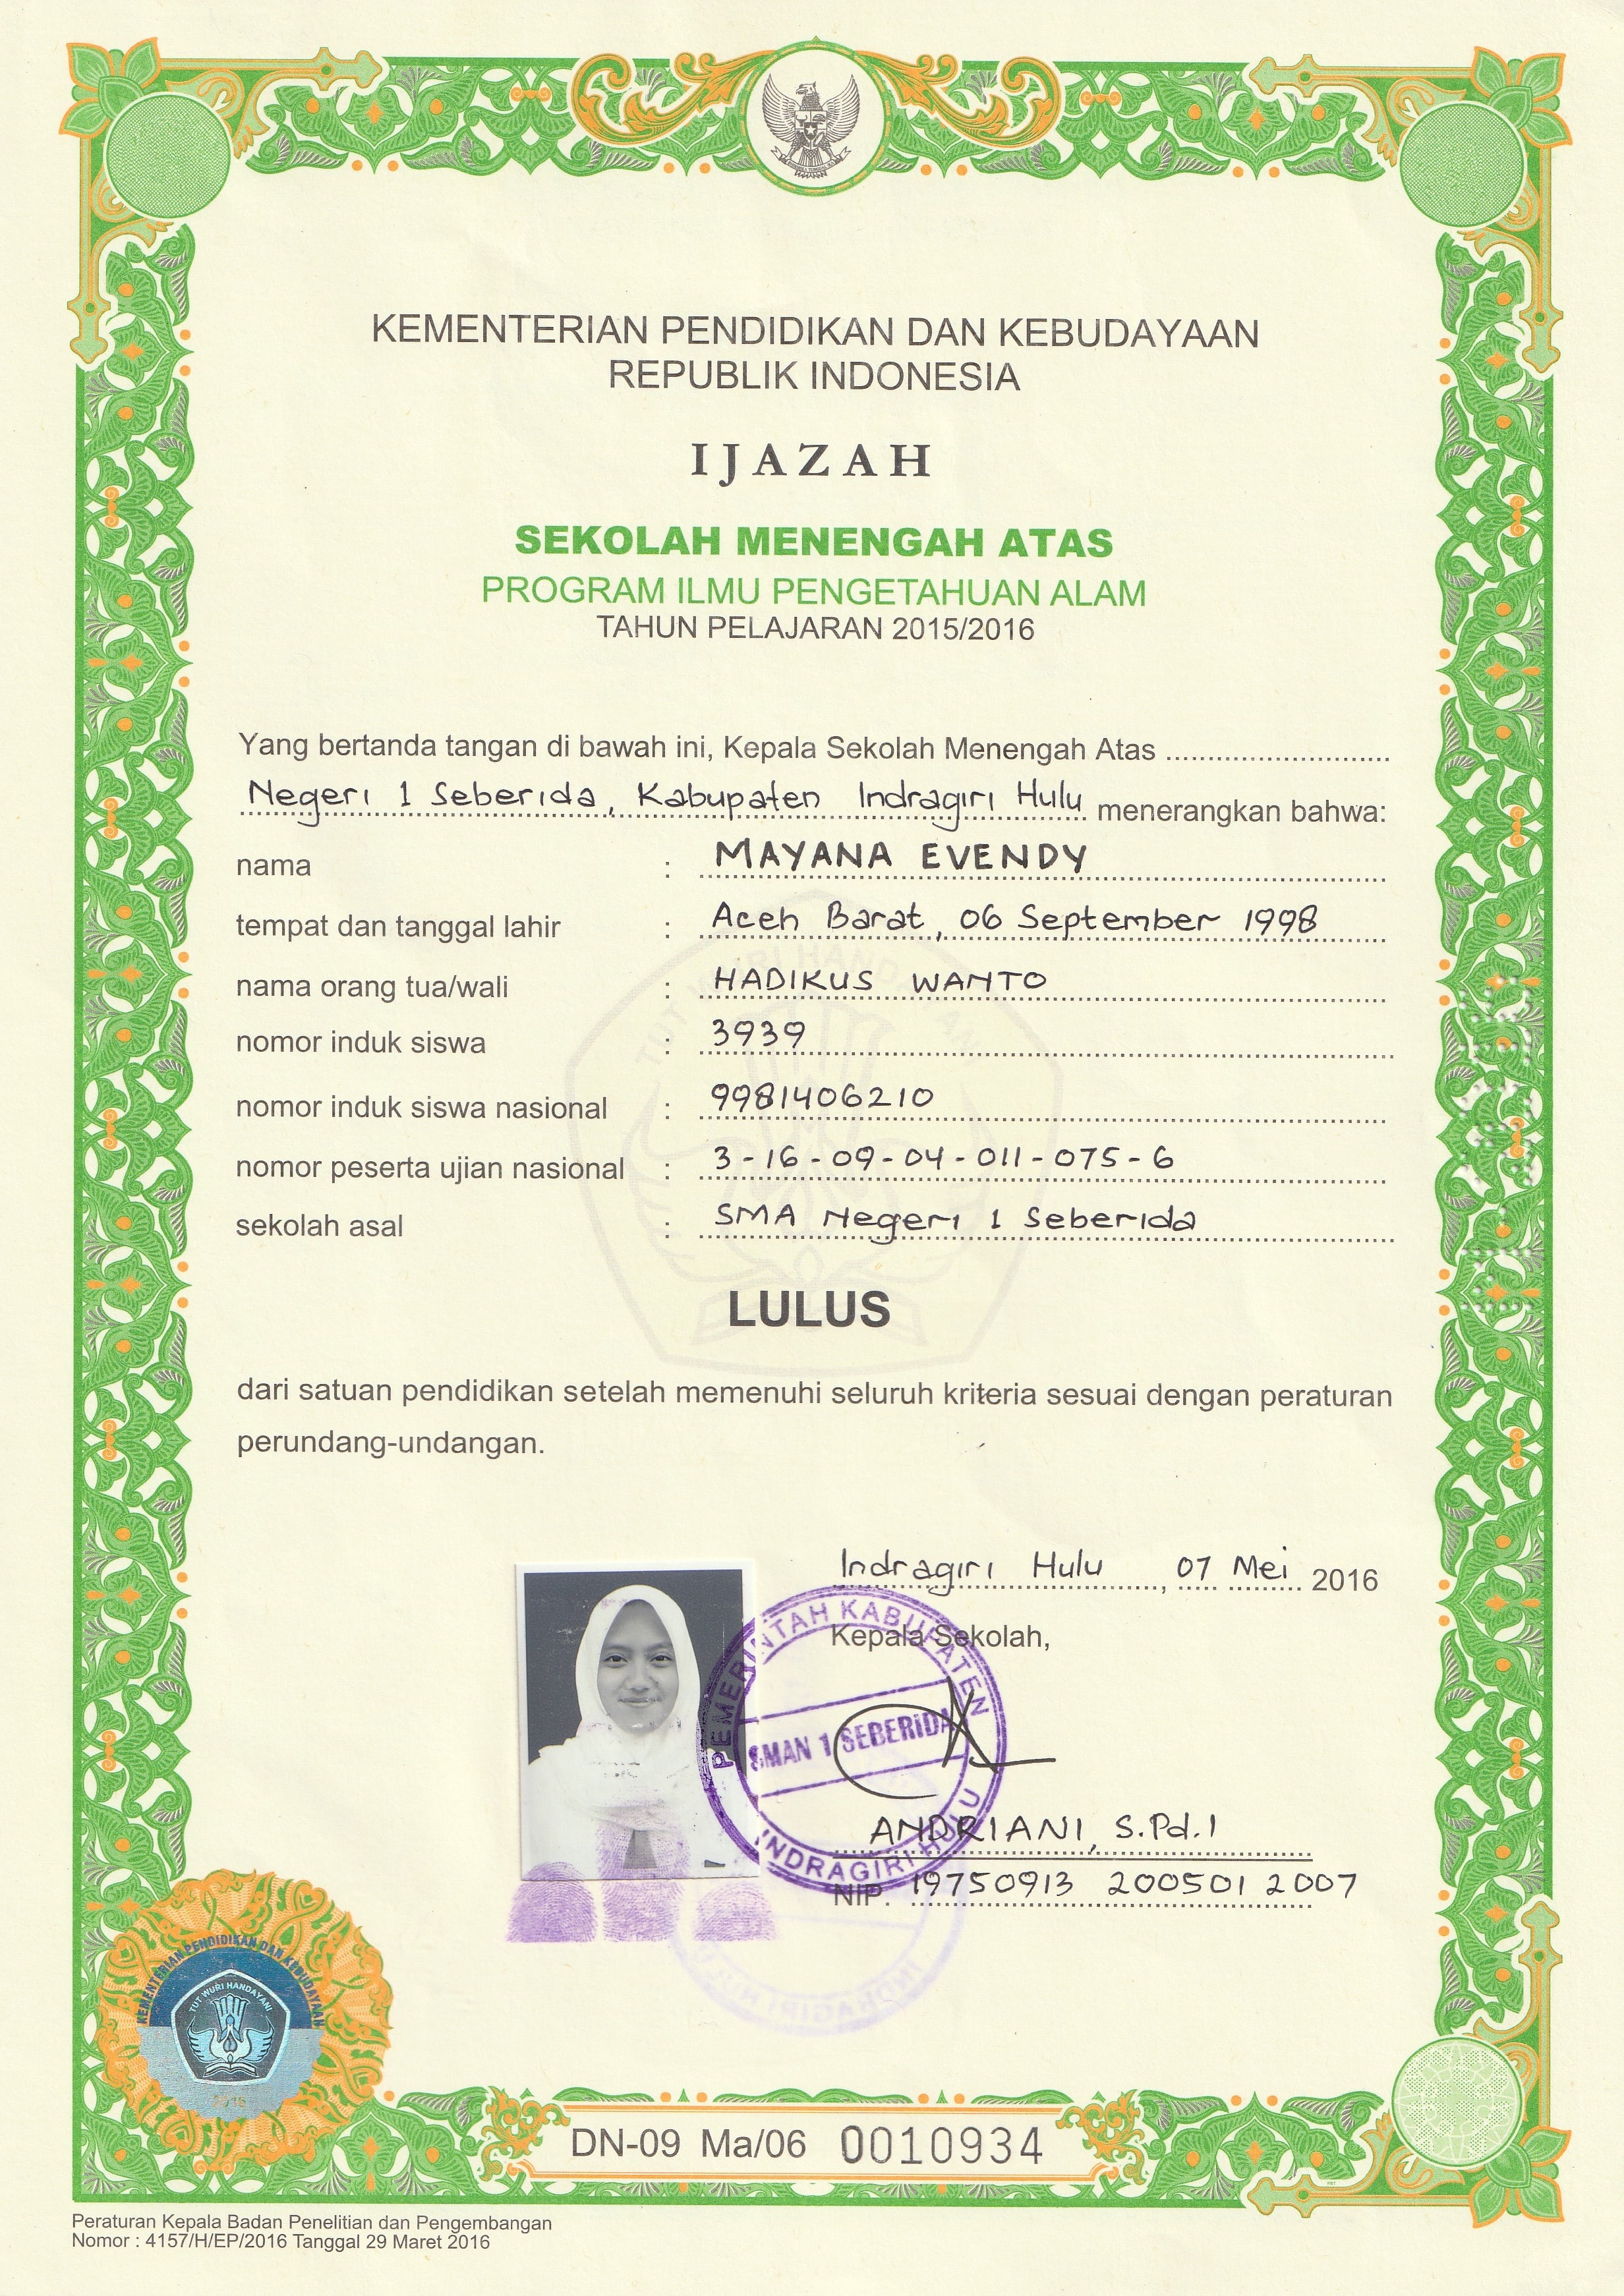 KEMENTERIAN PENDIDIKAN DAN KEBUDAYAAN
REPUBLIK INDONESIA
IJAZAH
SEKOLAH MENENGAH ATAS
PROGRAM ILMU PENGETAHUAN ALAM
TAHUN PELAJARAN 2015/2016
Yang bertanda tangan di bawah ini, Kepala Sekolah Menengah Atas ............................
Negeri 1 Seberida, Kabupaten Indragiri Hulu menerangkan bahwa:
nama : MAYANA EVENDY
tempat dan tanggal lahir : Aceh Barat, 06 September 1998
nama orang tua/wali : HADIKUS WANTO
nomor induk siswa : 3939
nomor induk siswa nasional : 9981406210
nomor peserta ujian nasional : 3-16-09-04-011-075-6
sekolah asal : SMA Negeri 1 Seberida
TUT WURI HANDAYANI
LULUS
dari satuan pendidikan setelah memenuhi seluruh kriteria sesuai dengan peraturan
perundang-undangan.
Indragiri Hulu, 07 Mei 2016
Kepala Sekolah,
PEMERINTAH KABUPATEN
SMAN 1 SEBERIDA
INDRAGIRI HULU
ANDRIANI, S.Pd.I
NIP. 19750913 200501 2007
KEMENTERIAN PENDIDIKAN DAN KEBUDAYAAN
TUT WURI HANDAYANI
DN-09 Ma/06 0010934
Peraturan Kepala Badan Penelitian dan Pengembangan
Nomor : 4157/H/EP/2016 Tanggal 29 Maret 2016